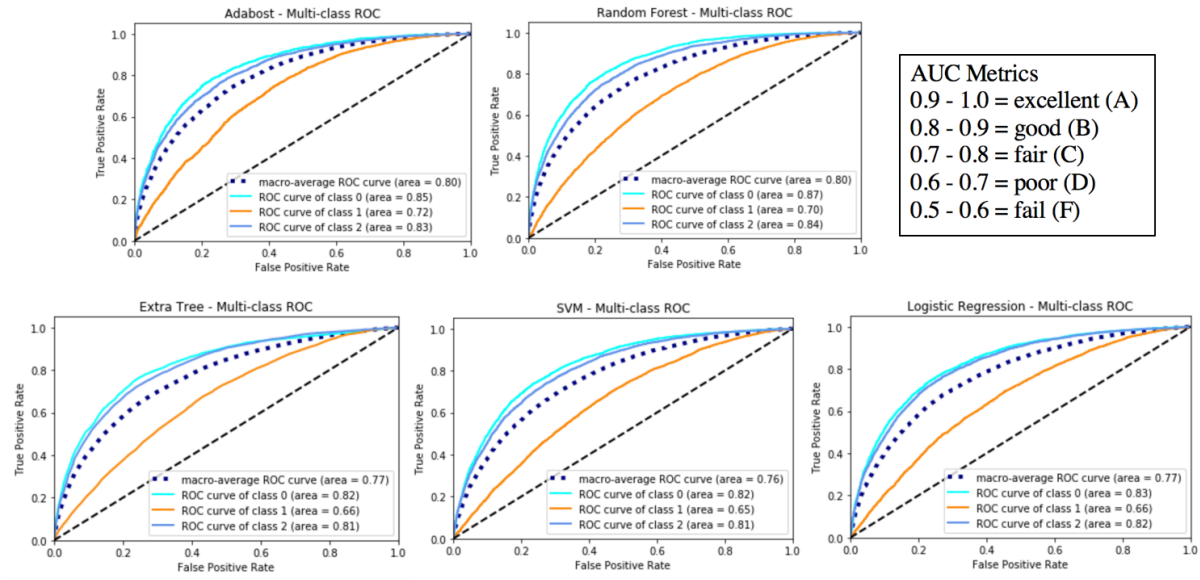 Adabost - Multi-class ROC
True Positive Rate
1.0
0.8
0.6
0.4
0.2
0.0
macro-average ROC curve (area = 0.80)
ROC curve of class 0 (area = 0.85)
ROC curve of class 1 (area = 0.72)
ROC curve of class 2 (area = 0.83)
0.0 0.2 0.4 0.6 0.8 1.0
False Positive Rate
Random Forest - Multi-class ROC
True Positive Rate
1.0
0.8
0.6
0.4
0.2
0.0
macro-average ROC curve (area = 0.80)
ROC curve of class 0 (area = 0.87)
ROC curve of class 1 (area = 0.70)
ROC curve of class 2 (area = 0.84)
0.0 0.2 0.4 0.6 0.8 1.0
False Positive Rate
AUC Metrics
0.9 - 1.0 = excellent (A)
0.8 - 0.9 = good (B)
0.7 - 0.8 = fair (C)
0.6 - 0.7 = poor (D)
0.5 - 0.6 = fail (F)
Extra Tree - Multi-class ROC
True Positive Rate
1.0
0.8
0.6
0.4
0.2
0.0
macro-average ROC curve (area = 0.77)
ROC curve of class 0 (area = 0.82)
ROC curve of class 1 (area = 0.66)
ROC curve of class 2 (area = 0.81)
0.0 0.2 0.4 0.6 0.8 1.0
False Positive Rate
SVM - Multi-class ROC
True Positive Rate
1.0
0.8
0.6
0.4
0.2
0.0
macro-average ROC curve (area = 0.76)
ROC curve of class 0 (area = 0.82)
ROC curve of class 1 (area = 0.65)
ROC curve of class 2 (area = 0.81)
0.0 0.2 0.4 0.6 0.8 1.0
False Positive Rate
Logistic Regression - Multi-class ROC
True Positive Rate
1.0
0.8
0.6
0.4
0.2
0.0
macro-average ROC curve (area = 0.77)
ROC curve of class 0 (area = 0.83)
ROC curve of class 1 (area = 0.66)
ROC curve of class 2 (area = 0.82)
0.0 0.2 0.4 0.6 0.8 1.0
False Positive Rate